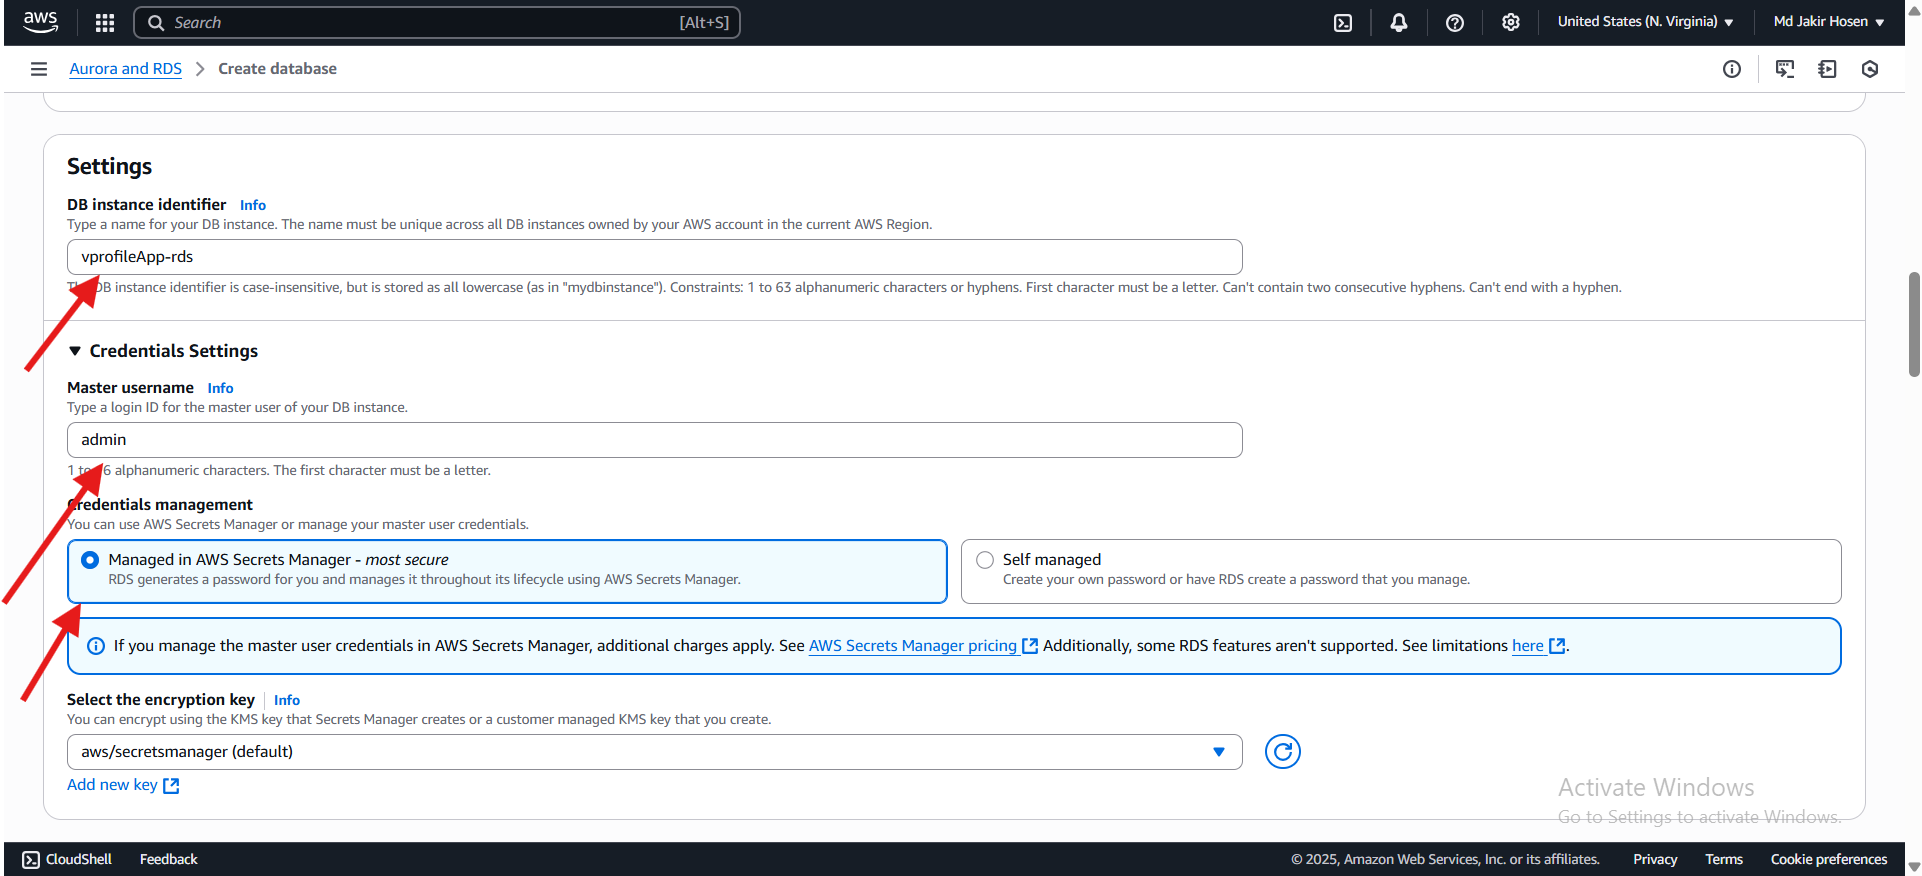 aws
Search [Alt+S]
United States (N. Virginia)
Md Jakir Hosen
Aurora and RDS
Create database
Settings
DB instance identifier Info
Type a name for your DB instance. The name must be unique across all DB instances owned by your AWS account in the current AWS Region.
vprofileApp-rds
DB instance identifier is case-insensitive, but is stored as all lowercase (as in "mydbinstance"). Constraints: 1 to 63 alphanumeric characters or hyphens. First character must be a letter. Can't contain two consecutive hyphens. Can't end with a hyphen.
Credentials Settings
Master username Info
Type a login ID for the master user of your DB instance.
admin
1 to 6 alphanumeric characters. The first character must be a letter.
Credentials management
You can use AWS Secrets Manager or manage your master user credentials.
Managed in AWS Secrets Manager - most secure
RDS generates a password for you and manages it throughout its lifecycle using AWS Secrets Manager.
Self managed
Create your own password or have RDS create a password that you manage.
If you manage the master user credentials in AWS Secrets Manager, additional charges apply. See AWS Secrets Manager pricing Additionally, some RDS features aren't supported. See limitations here .
Select the encryption key Info
You can encrypt using the KMS key that Secrets Manager creates or a customer managed KMS key that you create.
aws/secretsmanager (default)
Add new key
Activate Windows
Go to Settings to activate Windows.
CloudShell
Feedback
© 2025, Amazon Web Services, Inc. or its affiliates.
Privacy
Terms
Cookie preferences